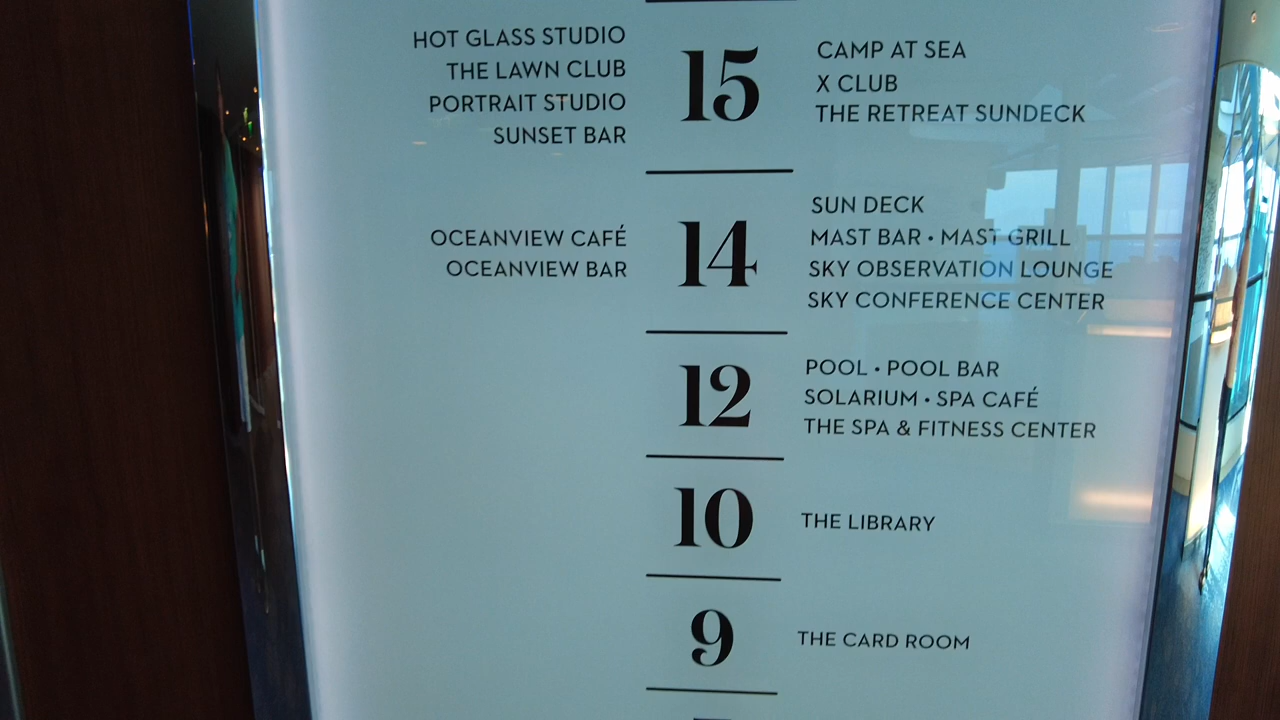 HOT GLASS STUDIO
THE LAWN CLUB
PORTRAIT STUDIO
SUNSET BAR
15
CAMP AT SEA
X CLUB
THE RETREAT SUNDECK
OCEANVIEW CAFÉ
OCEANVIEW BAR
14
SUN DECK
MAST BAR • MAST GRILL
SKY OBSERVATION LOUNGE
SKY CONFERENCE CENTER
12
POOL • POOL BAR
SOLARIUM • SPA CAFÉ
THE SPA & FITNESS CENTER
10
THE LIBRARY
9
THE CARD ROOM